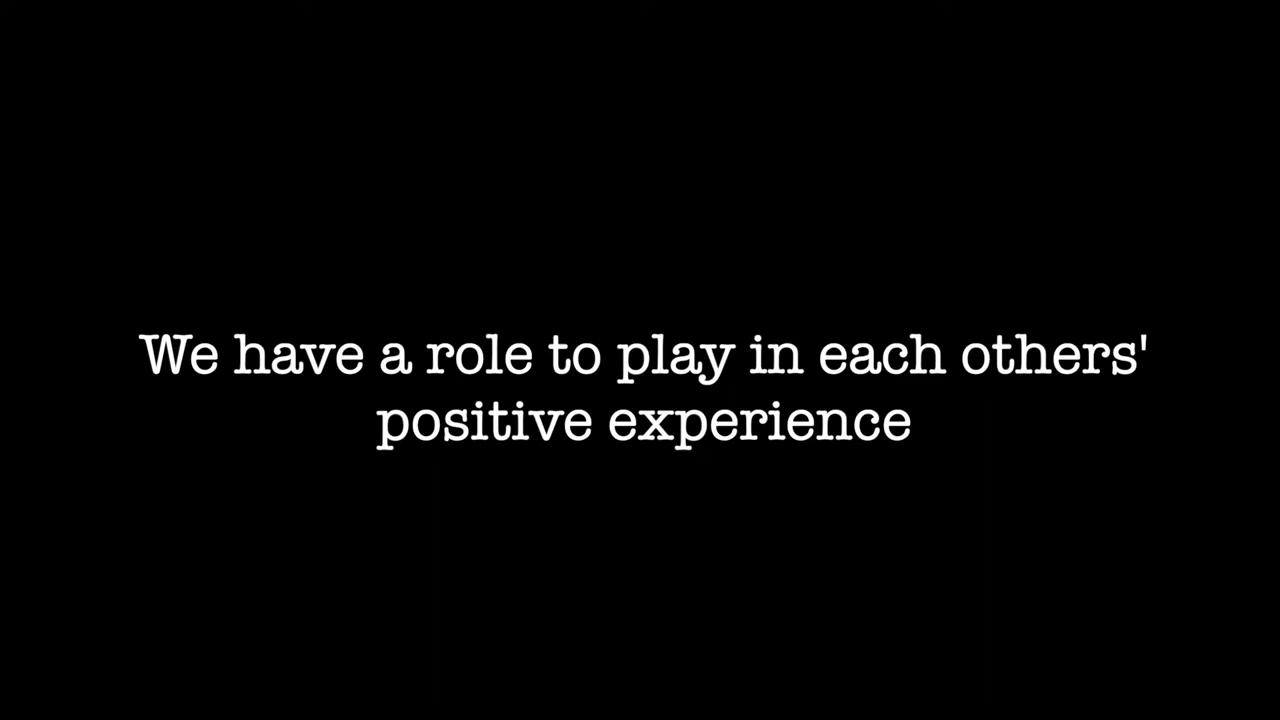 We have a role to play in each others'
positive experience